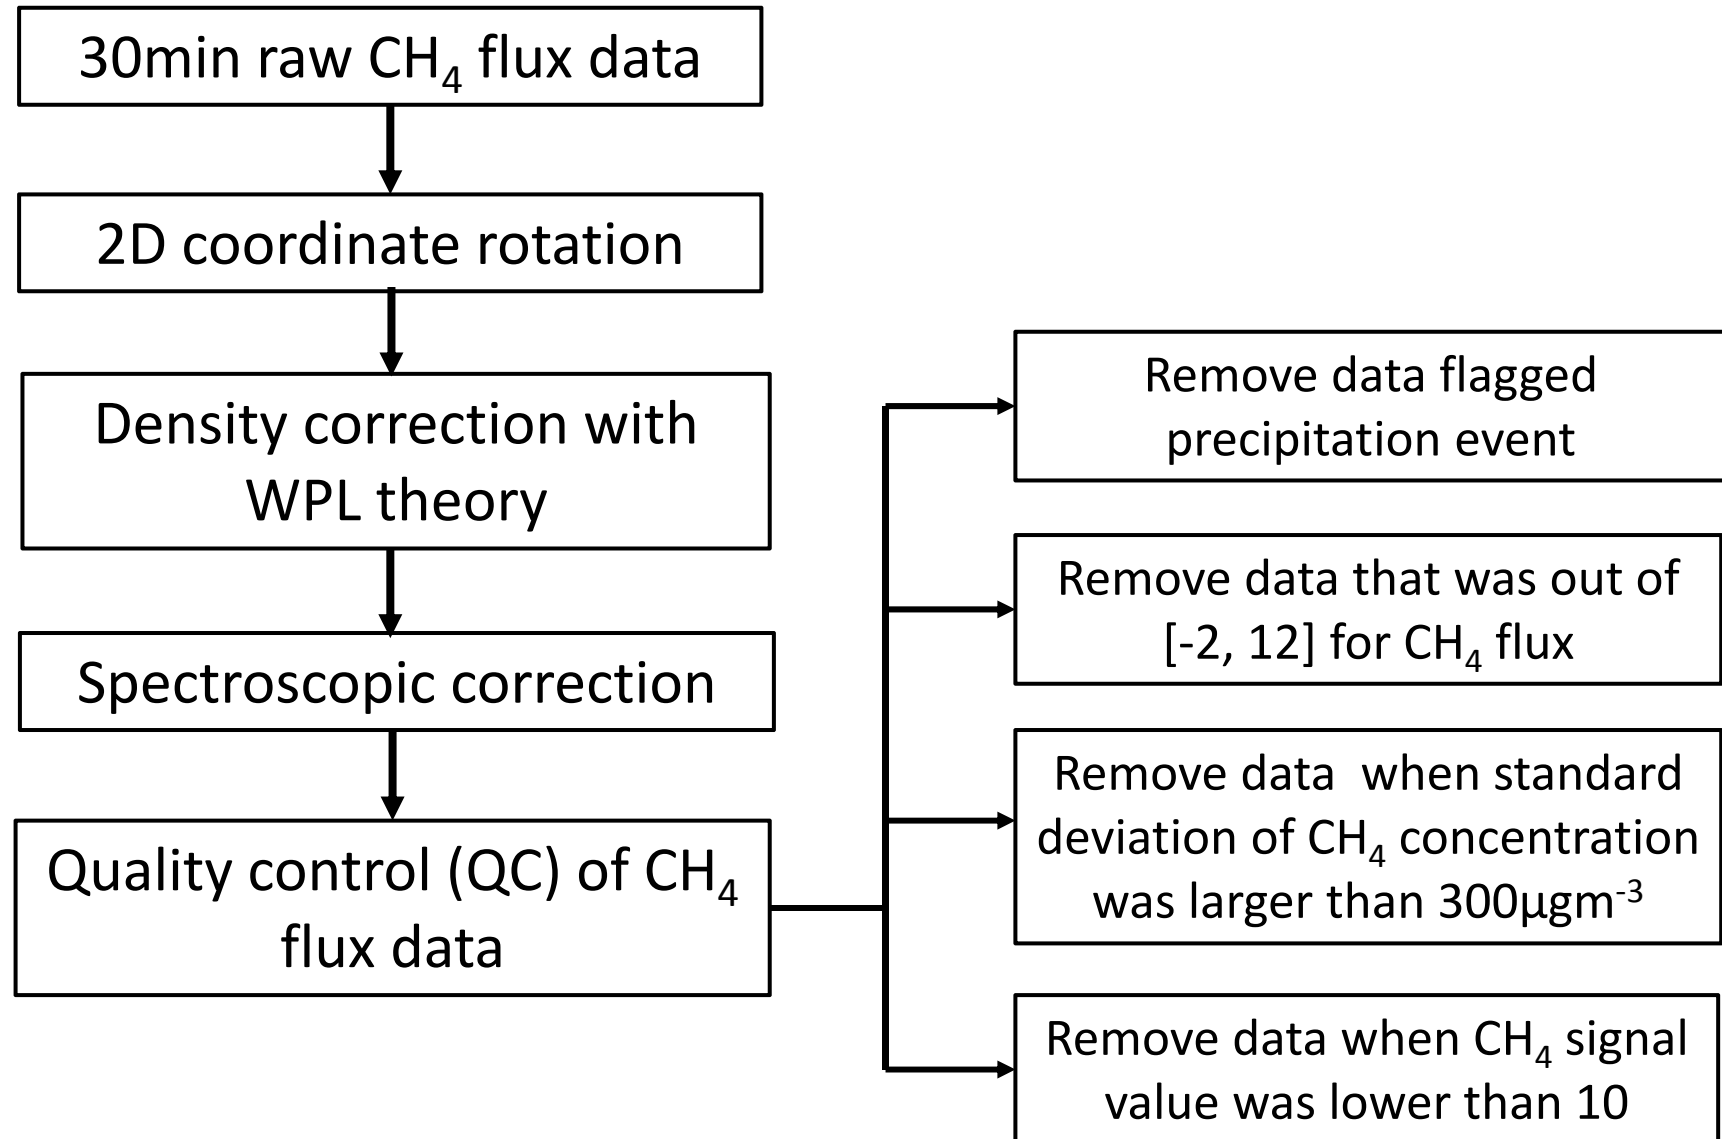 30min raw CH₄ flux data
2D coordinate rotation
Density correction with
WPL theory
Spectroscopic correction
Quality control (QC) of CH₄
flux data
Remove data flagged
precipitation event
Remove data that was out of
[-2, 12] for CH₄ flux
Remove data  when standard
deviation of CH₄ concentration
was larger than 300μgm⁻³
Remove data when CH₄ signal
value was lower than 10